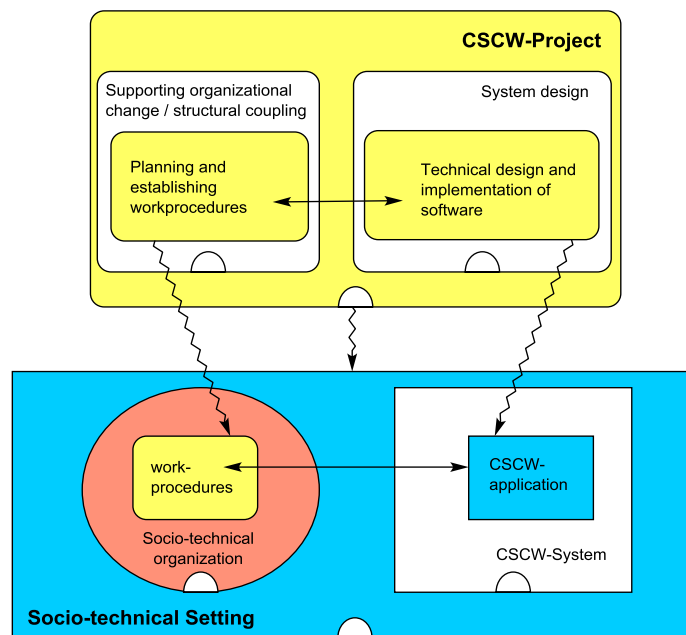 CSCW-Project
Supporting organizational
change / structural coupling
System design
Planning and
establishing
workprocedures
Technical design and
implementation of
software
work-
procedures
CSCW-
application
Socio-technical
organization
CSCW-System
Socio-technical Setting